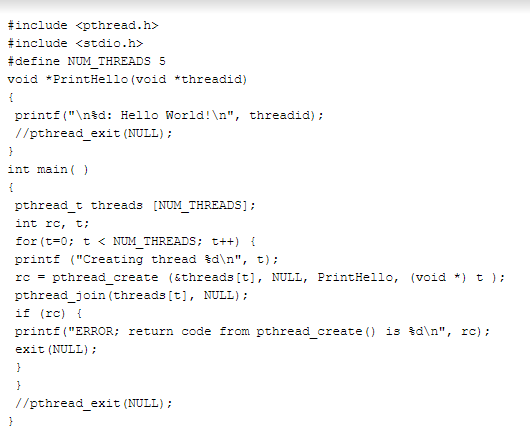 #include <pthread.h>
#include <stdio.h>
#define NUM_THREADS 5
void *PrintHello(void *threadid)
{
printf("\n%d: Hello World!\n", threadid);
//pthread_exit(NULL);
}
int main( )
{
pthread_t threads [NUM_THREADS];
int rc, t;
for(t=0; t < NUM_THREADS; t++) {
printf ("Creating thread %d\n", t);
rc = pthread_create (&threads[t], NULL, PrintHello, (void *) t );
pthread_join(threads[t], NULL);
if (rc) {
printf("ERROR; return code from pthread_create() is %d\n", rc);
exit(NULL);
}
}
//pthread_exit(NULL);
}